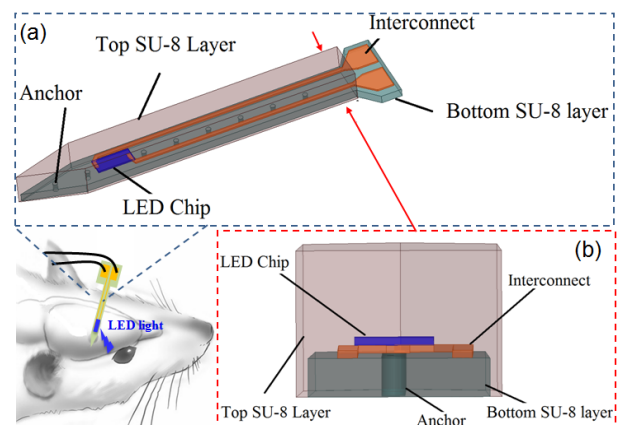 (a)
Interconnect
Top SU-8 Layer
Anchor
Bottom SU-8 layer
LED Chip
(b)
LED Chip
Interconnect
LED light
Top SU-8 Layer
Anchor
Bottom SU-8 layer